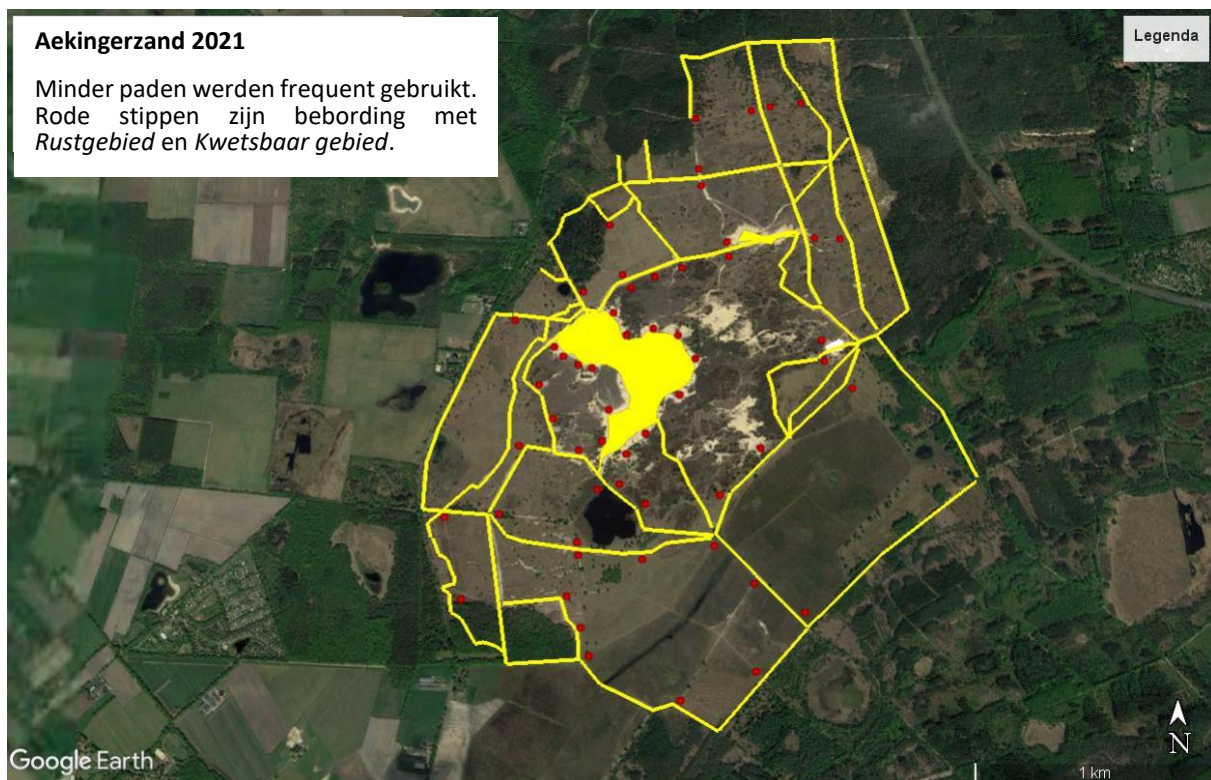 Aekingerzand 2021
Minder paden werden frequent gebruikt.
Rode stippen zijn bebording met
Rustgebied en Kwetsbaar gebied.
Legenda
N
Google Earth
1 km